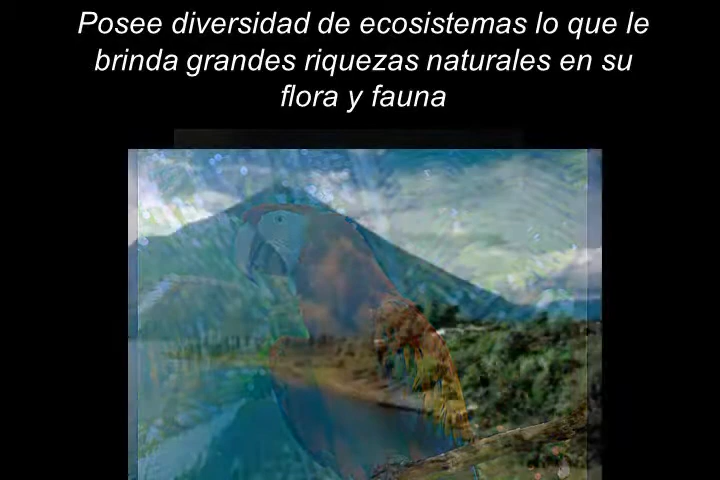 Posee diversidad de ecosistemas lo que le
brinda grandes riquezas naturales en su
flora y fauna